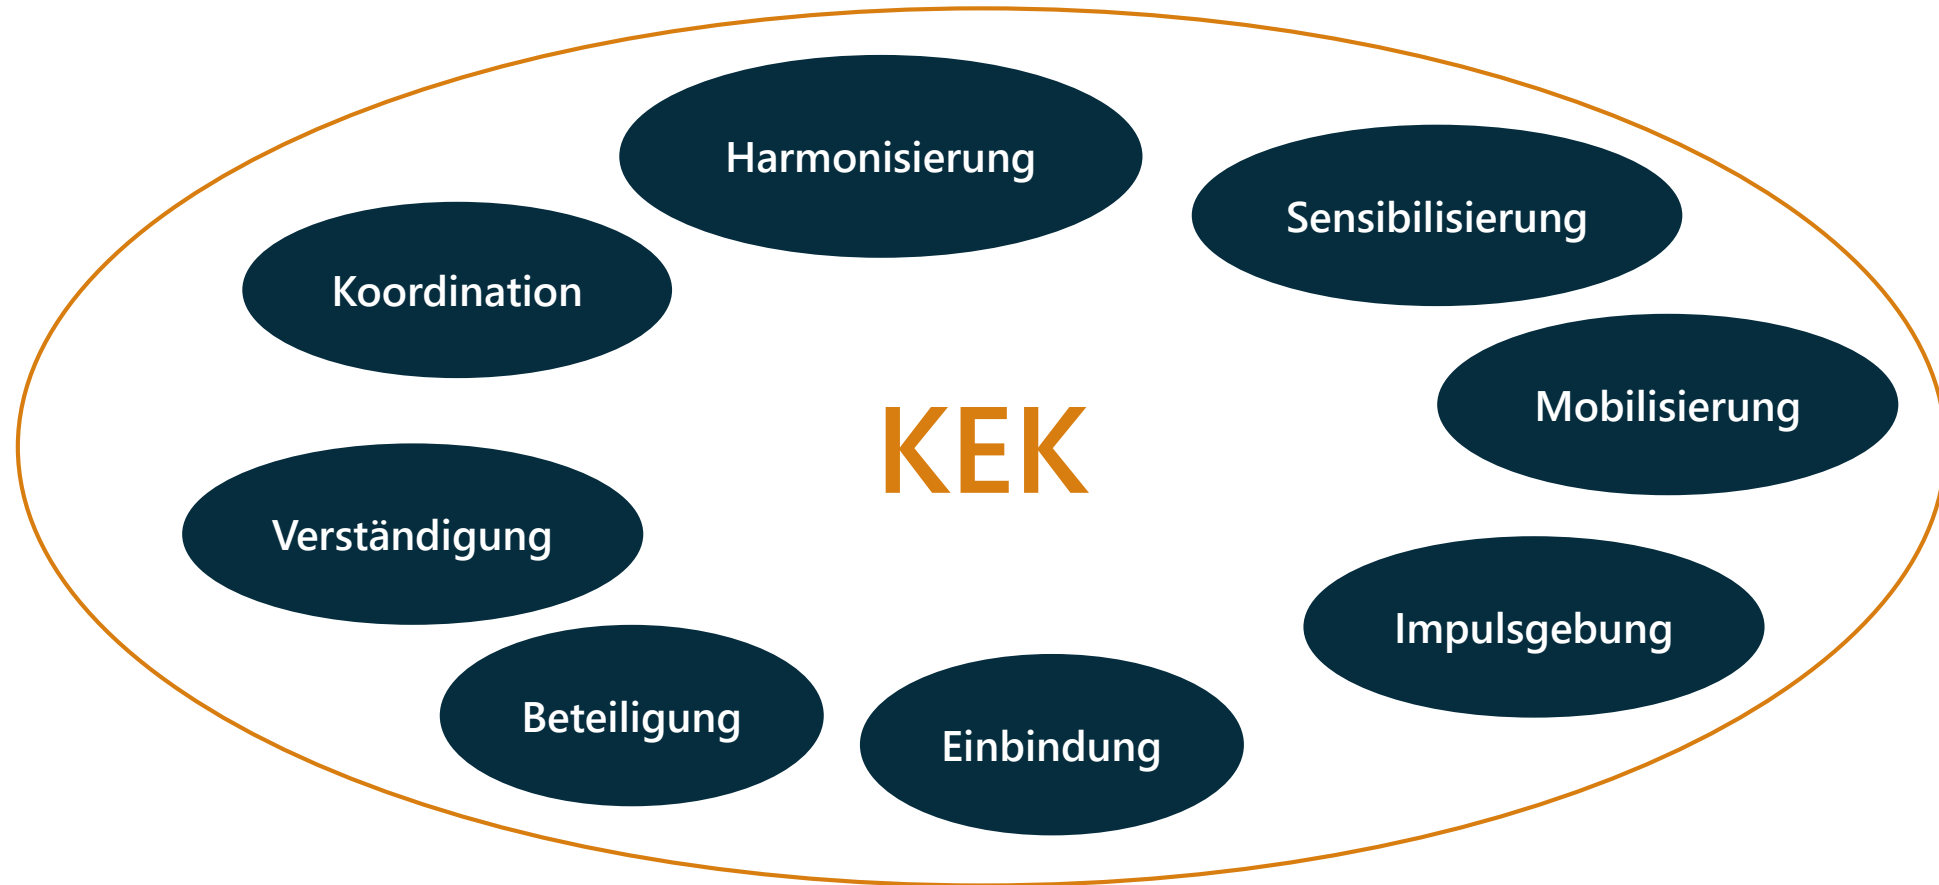 Harmonisierung
Sensibilisierung
Koordination
Mobilisierung
KEK
Verständigung
Impulsgebung
Beteiligung
Einbindung